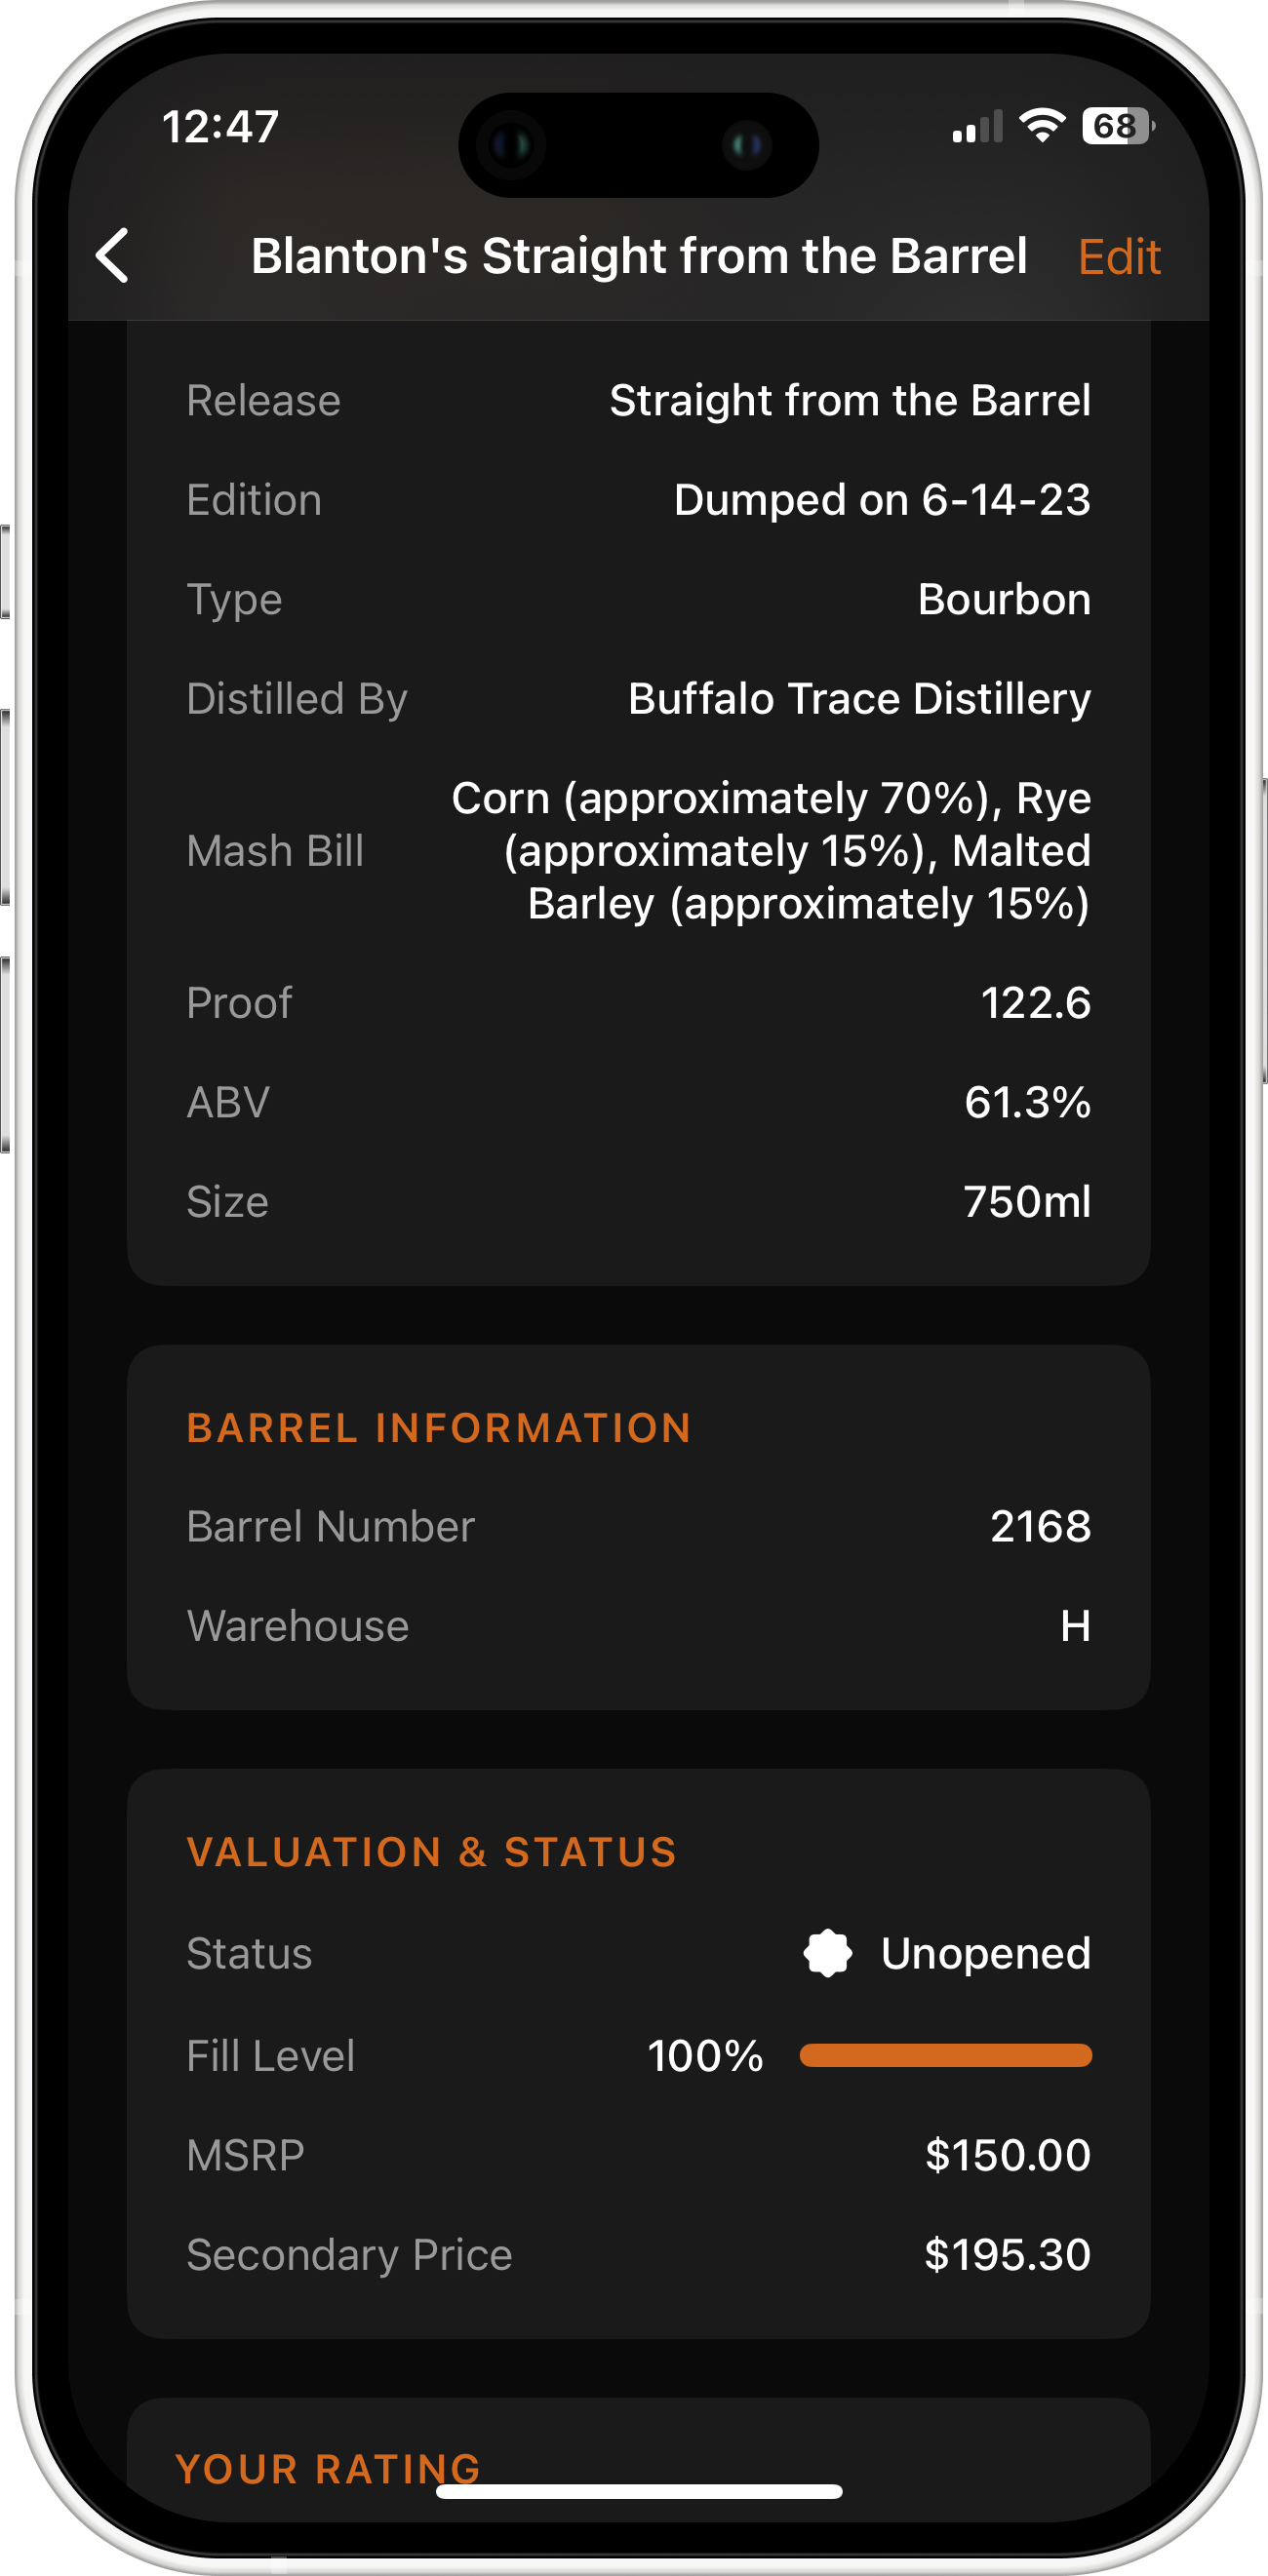 12:47
68
Blanton's Straight from the Barrel
Edit
Release
Straight from the Barrel
Edition
Dumped on 6-14-23
Type
Bourbon
Distilled By
Buffalo Trace Distillery
Mash Bill
Corn (approximately 70%), Rye
(approximately 15%), Malted
Barley (approximately 15%)
Proof
122.6
ABV
61.3%
Size
750ml
BARREL INFORMATION
Barrel Number
2168
Warehouse
H
VALUATION & STATUS
Status
Unopened
Fill Level
100%
MSRP
$150.00
Secondary Price
$195.30
YOUR RATING